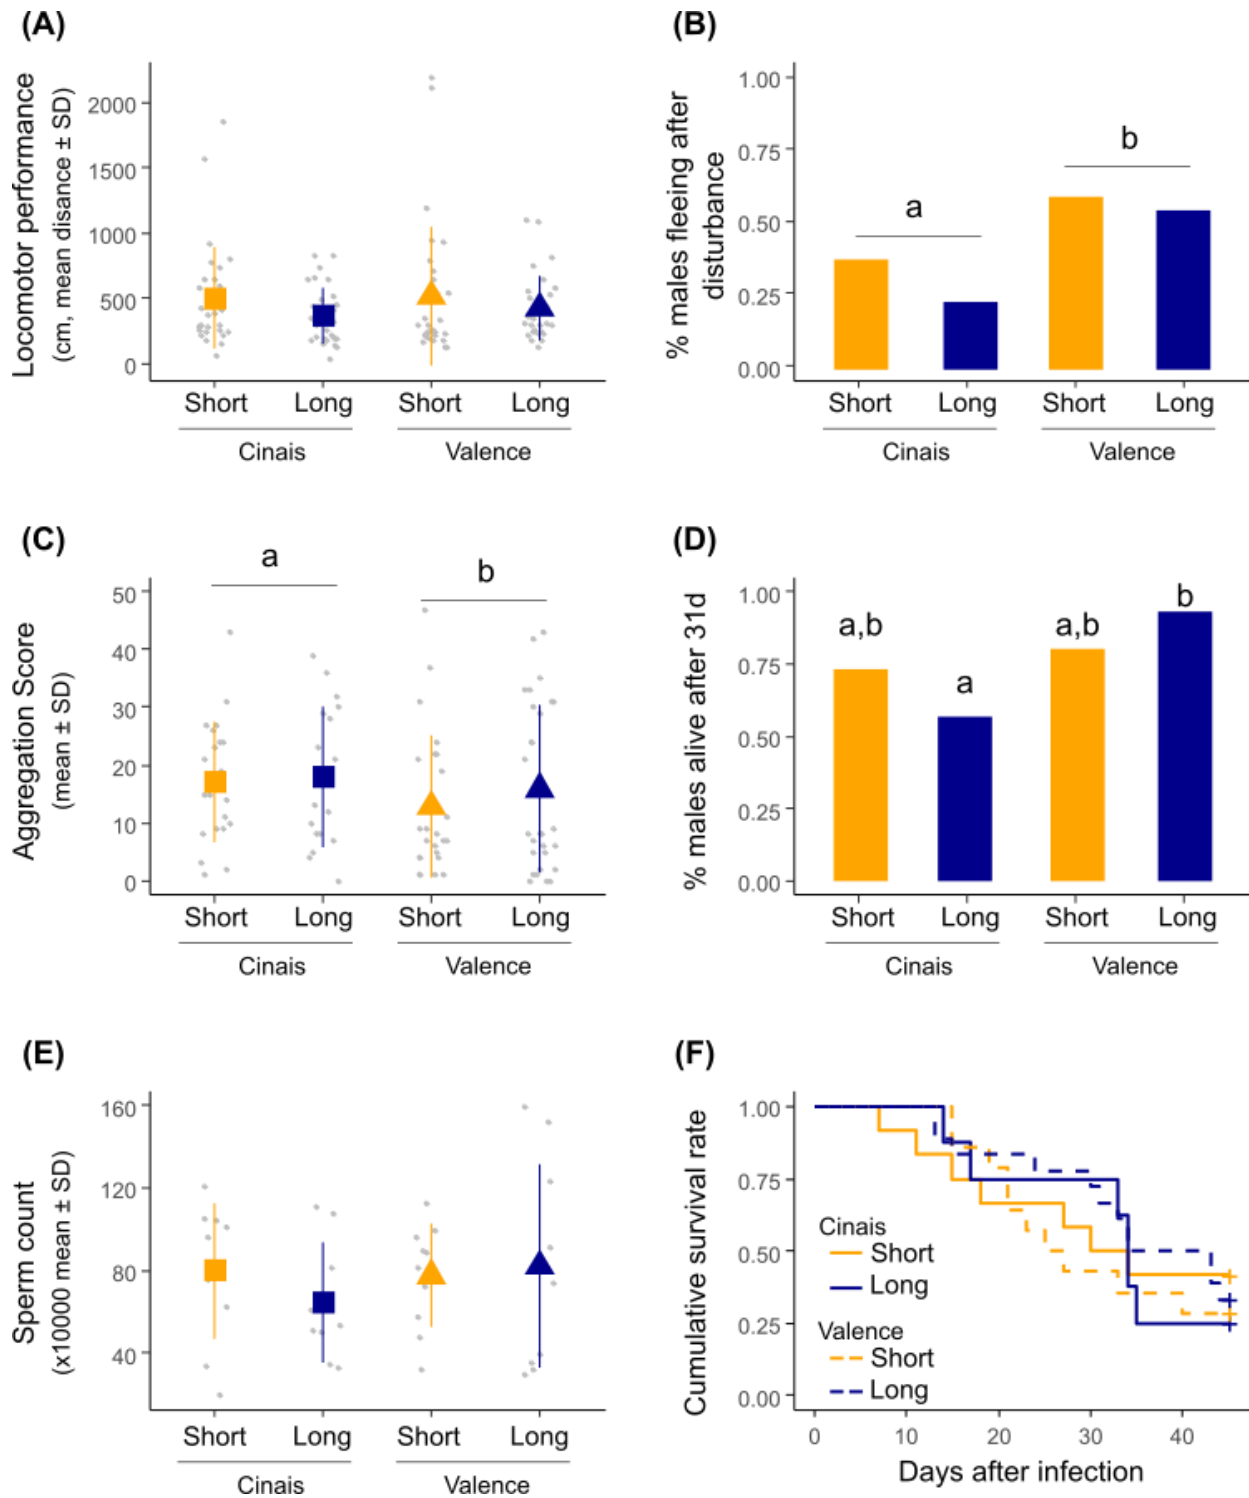 (A)
Locomotor performance
(cm, mean disance ± SD)
2000
1500
1000
500
0
Short Long Short Long
Cinais Valence
(B)
% males fleeing after
disturbance
1.00
0.75
0.50
0.25
0.00
a
b
Short Long Short Long
Cinais Valence
(C)
Aggregation Score
(mean ± SD)
50
40
30
20
10
0
a
b
Short Long Short Long
Cinais Valence
(D)
% males alive after 31d
1.00
0.75
0.50
0.25
0.00
a,b
a
a,b
b
Short Long Short Long
Cinais Valence
(E)
Sperm count
(x10000 mean ± SD)
160
120
80
40
Short Long Short Long
Cinais Valence
(F)
Cumulative survival rate
1.00
0.75
0.50
0.25
0.00
Cinais
Short
Long
Valence
Short
Long
0 10 20 30 40
Days after infection